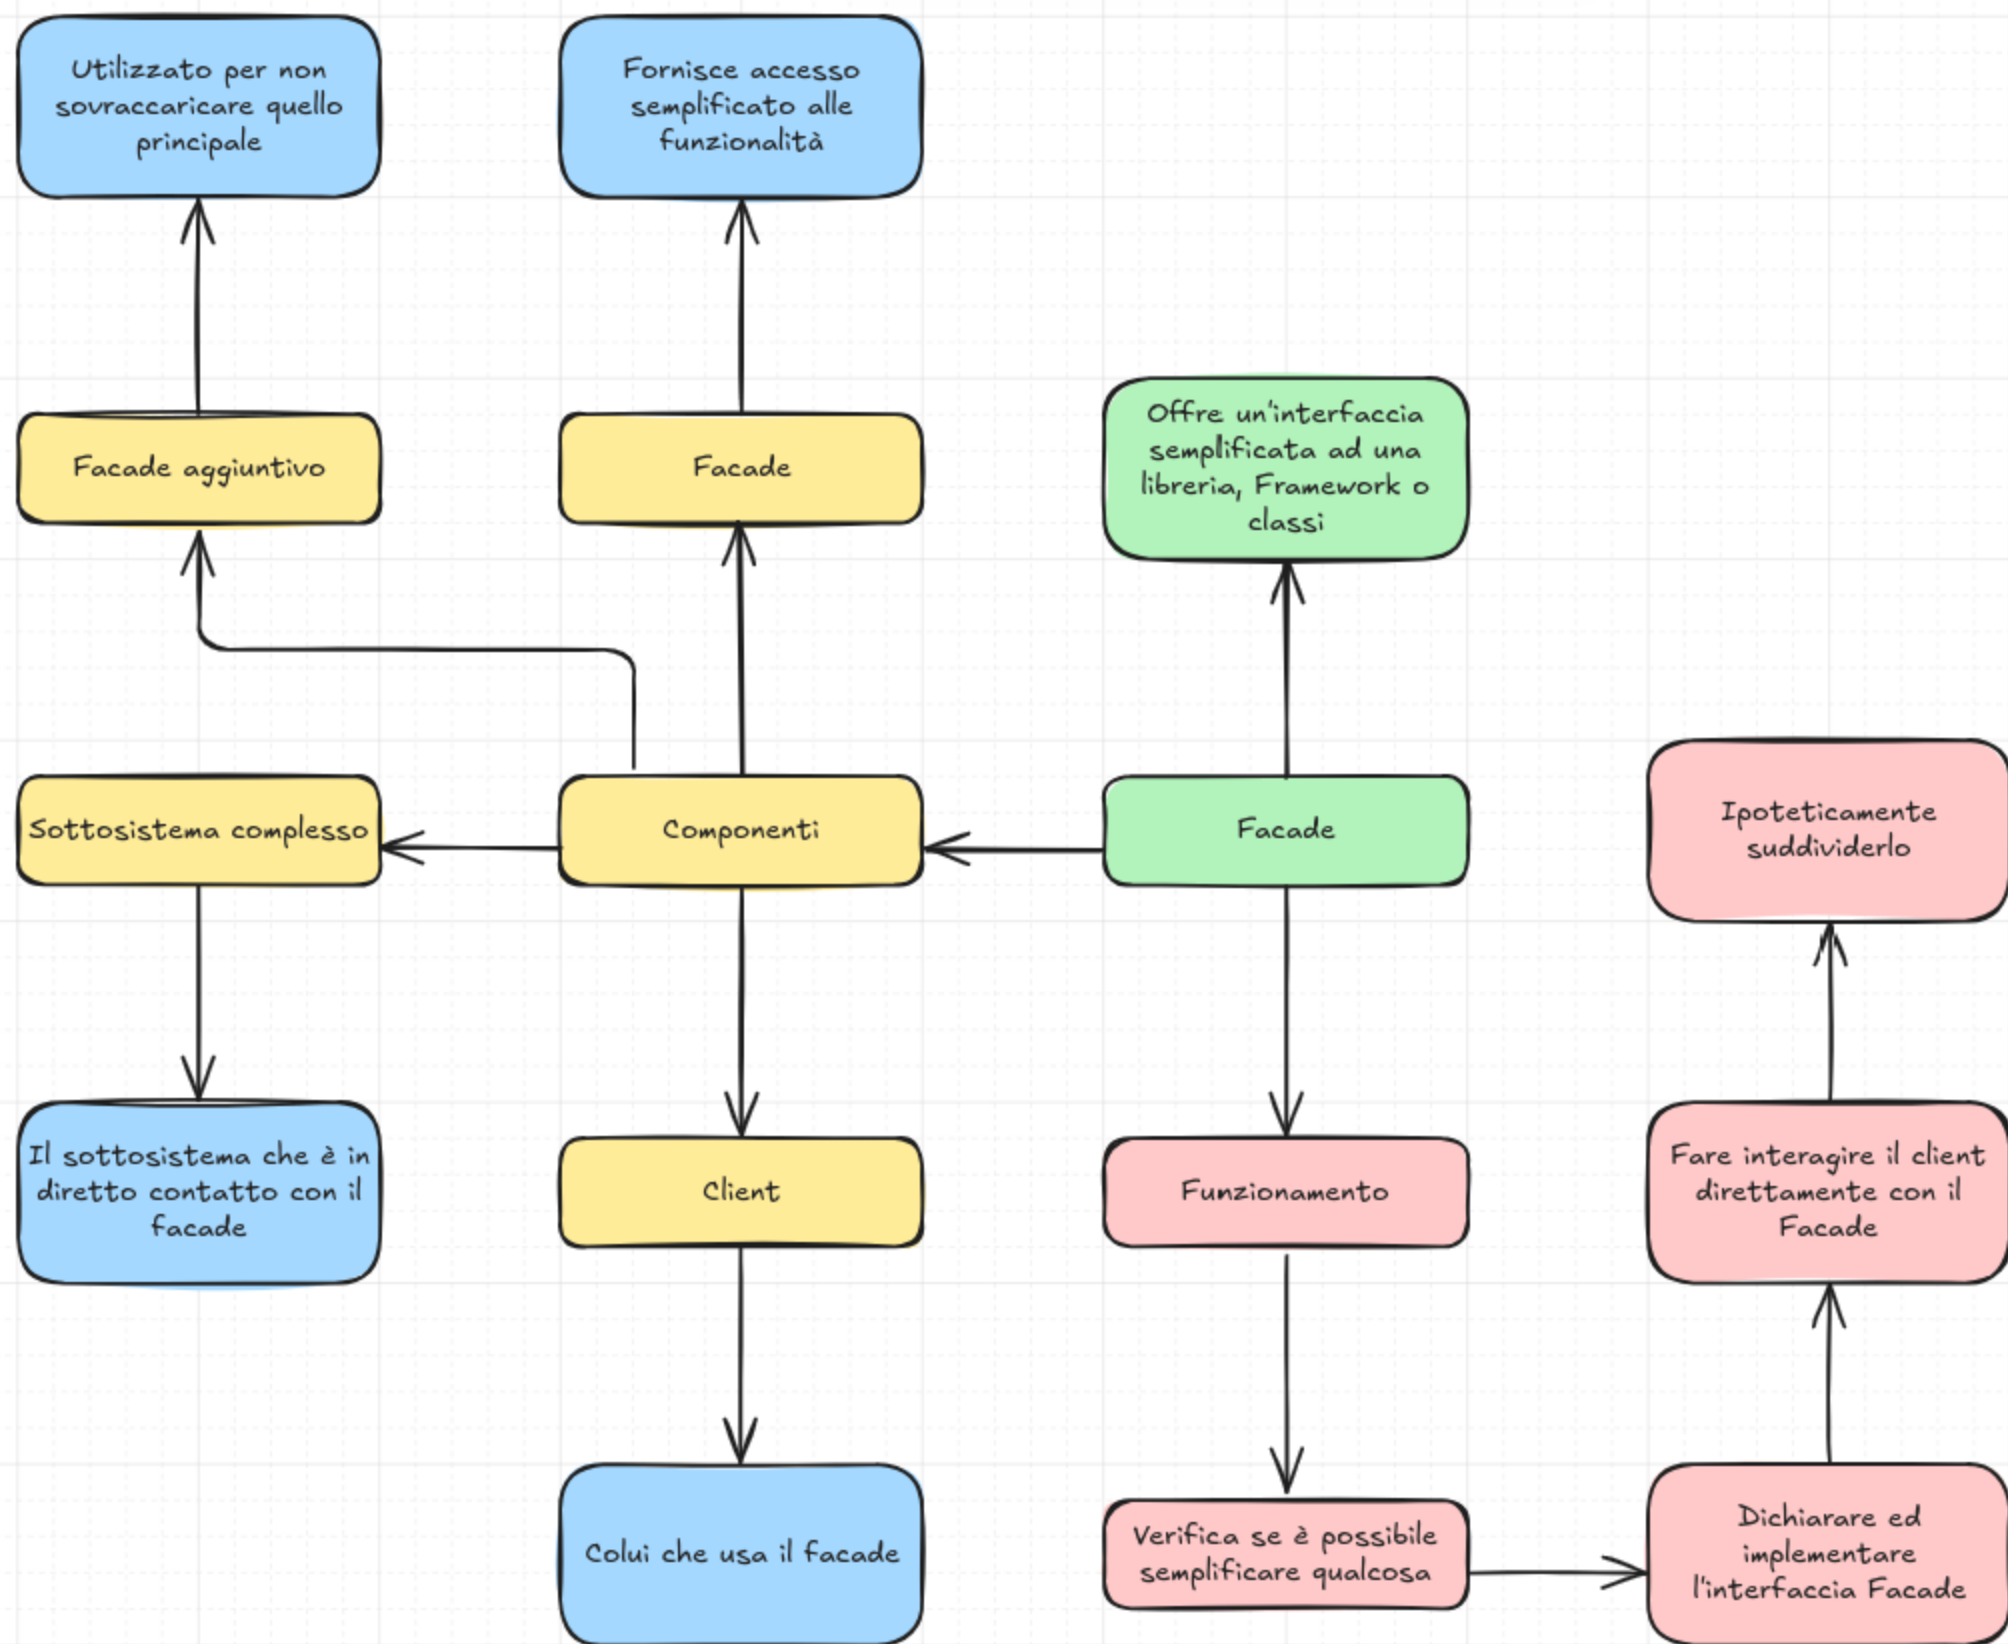 Utilizzato per non
sovraccaricare quello
principale
Fornisce accesso
semplificato alle
funzionalità
Facade aggiuntivo
Facade
Offre un'interfaccia
semplificata ad una
libreria, Framework o
classi
Sottosistema complesso
Componenti
Facade
Ipoteticamente
suddividerlo
Il sottosistema che è in
diretto contatto con il
facade
Client
Funzionamento
Fare interagire il client
direttamente con il
Facade
Colui che usa il facade
Verifica se è possibile
semplificare qualcosa
Dichiarare ed
implementare
l'interfaccia Facade